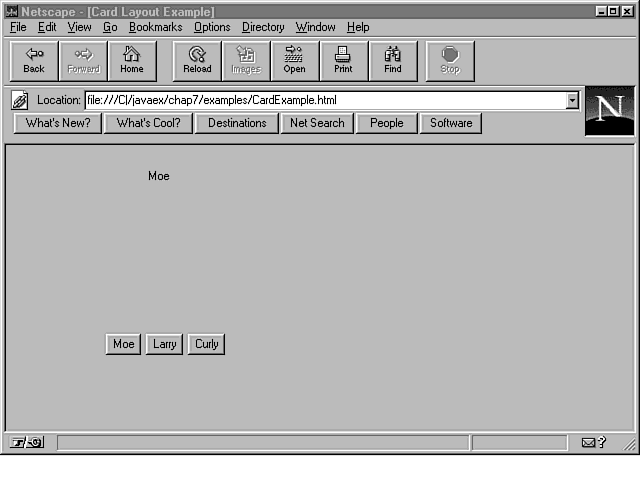 Netscape - [Card Layout Example]
File Edit View Go Bookmarks Options Directory Window Help
Back Forward Home Reload Images Open Print Find Stop
Location: file:///C|/javaex/chap7/examples/CardExample.html
N
What's New? What's Cool? Destinations Net Search People Software
Moe
Moe Larry Curly
?